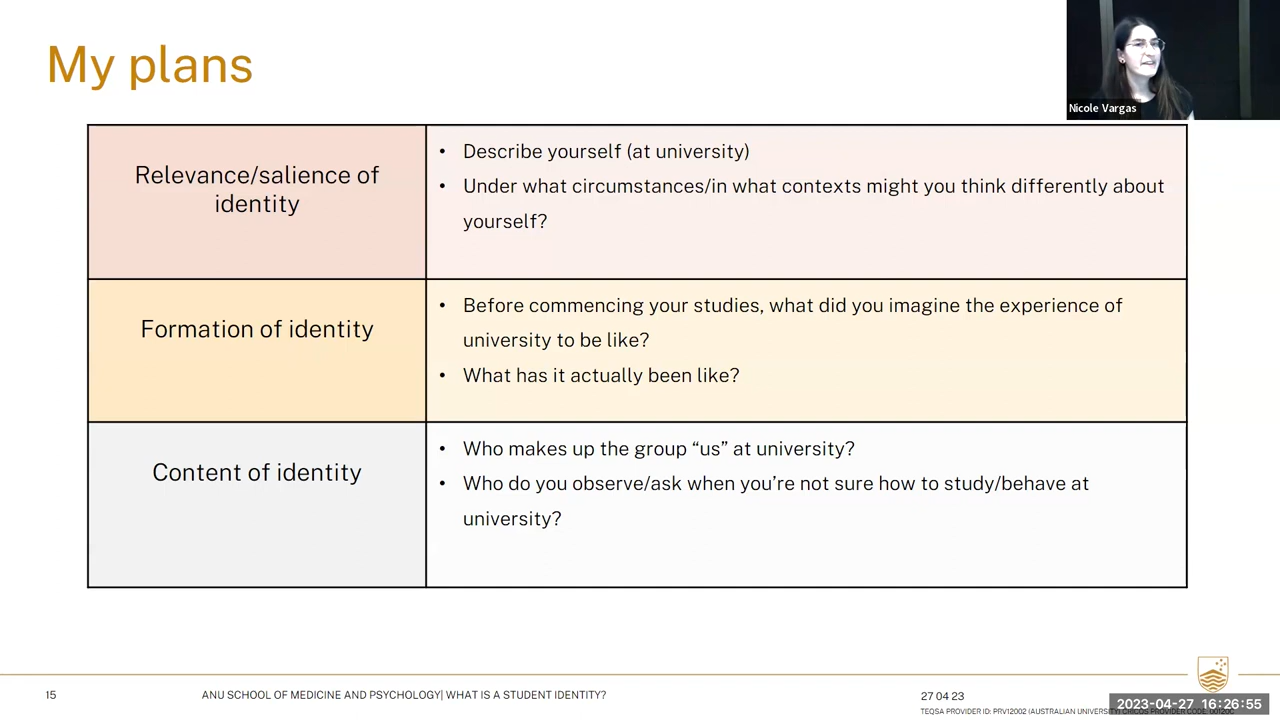 My plans
Nicole Vargas
Relevance/salience of
identity
• Describe yourself (at university)
• Under what circumstances/in what contexts might you think differently about
yourself?
Formation of identity
• Before commencing your studies, what did you imagine the experience of
university to be like?
• What has it actually been like?
Content of identity
• Who makes up the group “us” at university?
• Who do you observe/ask when you’re not sure how to study/behave at
university?
15
ANU SCHOOL OF MEDICINE AND PSYCHOLOGY| WHAT IS A STUDENT IDENTITY?
27 04 23
2023-04-27 16:26:55
TEQSA PROVIDER ID: PRV12002 (AUSTRALIAN